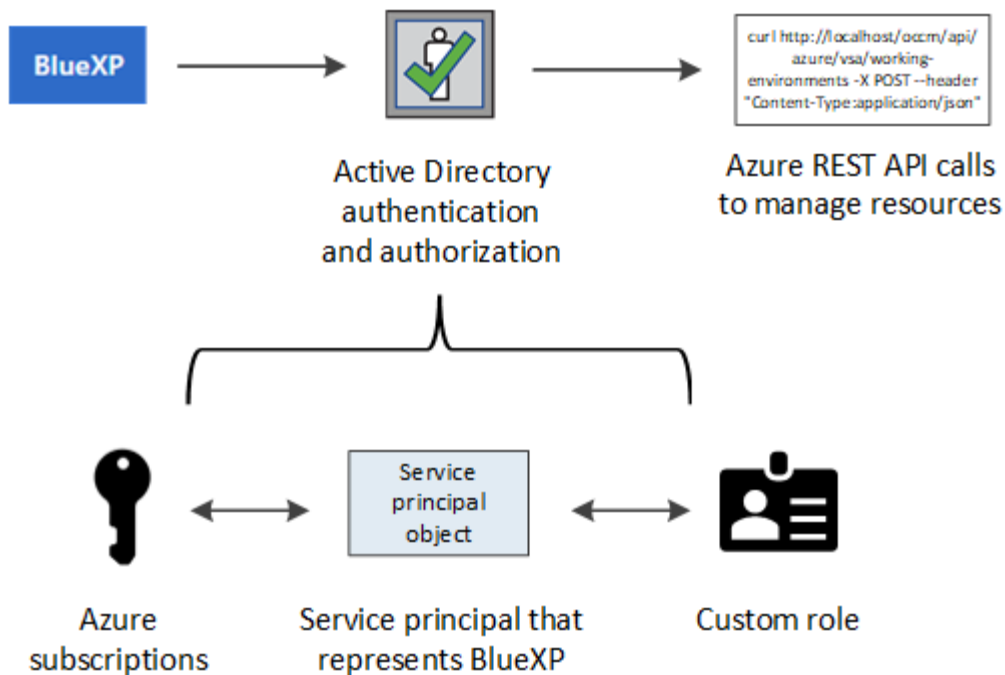 BlueXP
curl http://localhost/occm/api/
azure/vsa/working-
environments -X POST --header
"Content-Type:application/json"
Active Directory
authentication
and authorization
Azure REST API calls
to manage resources
Service
principal
object
Azure
subscriptions
Service principal that
represents BlueXP
Custom role